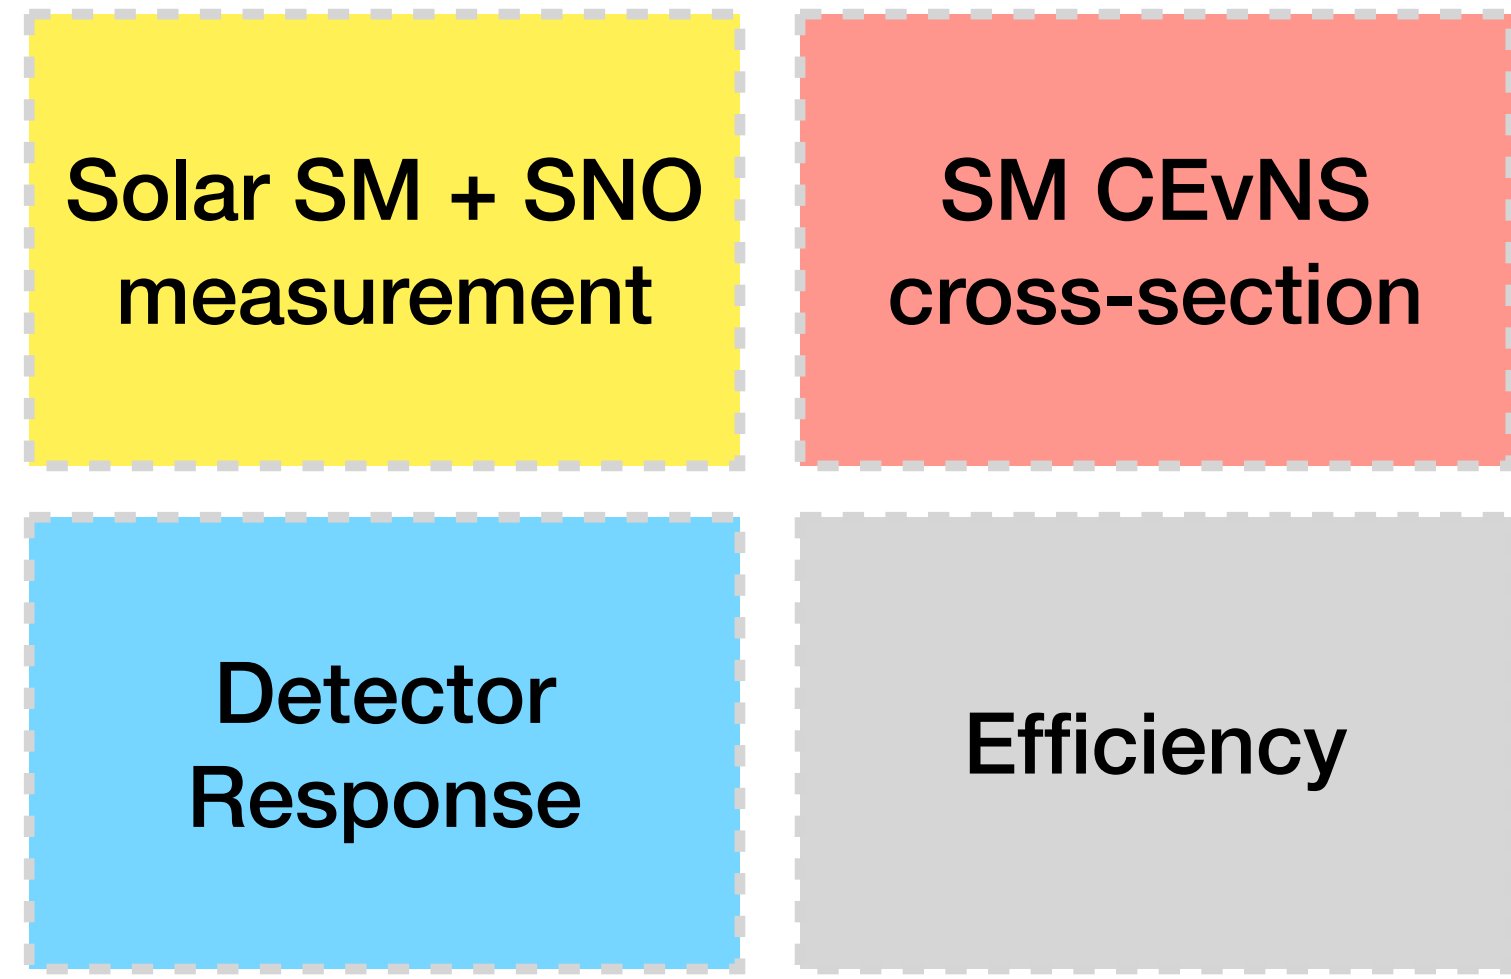 Solar SM + SNO
measurement
SM CEvNS
cross-section
Detector
Response
Efficiency